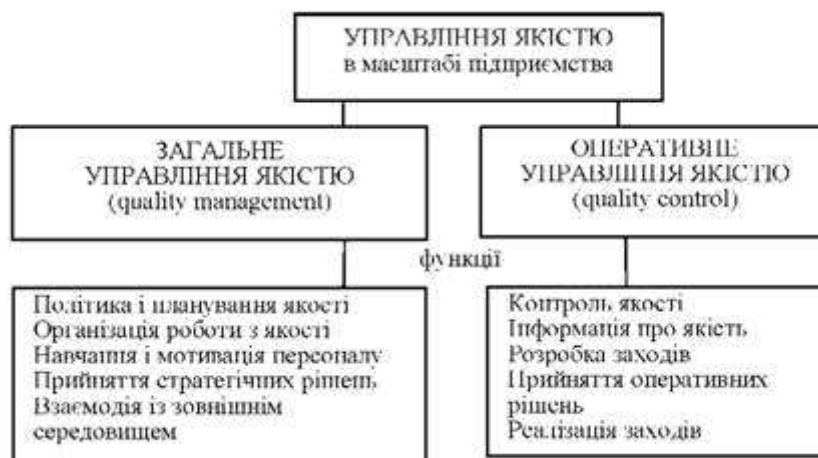 УПРАВЛІННЯ ЯКІСТЮ
в масштабі підприємства
ЗАГАЛЬНЕ
УПРАВЛІННЯ ЯКІСТЮ
(quality management)
ОПЕРАТИВНЕ
УПРАВЛІННЯ ЯКІСТЮ
(quality control)
функції
Політика і планування якості
Організація роботи з якості
Навчання і мотивація персоналу
Прийняття стратегічних рішень
Взаємодія із зовнішнім
середовищем
Контроль якості
Інформація про якість
Розробка заходів
Прийняття оперативних
рішень
Реалізація заходів